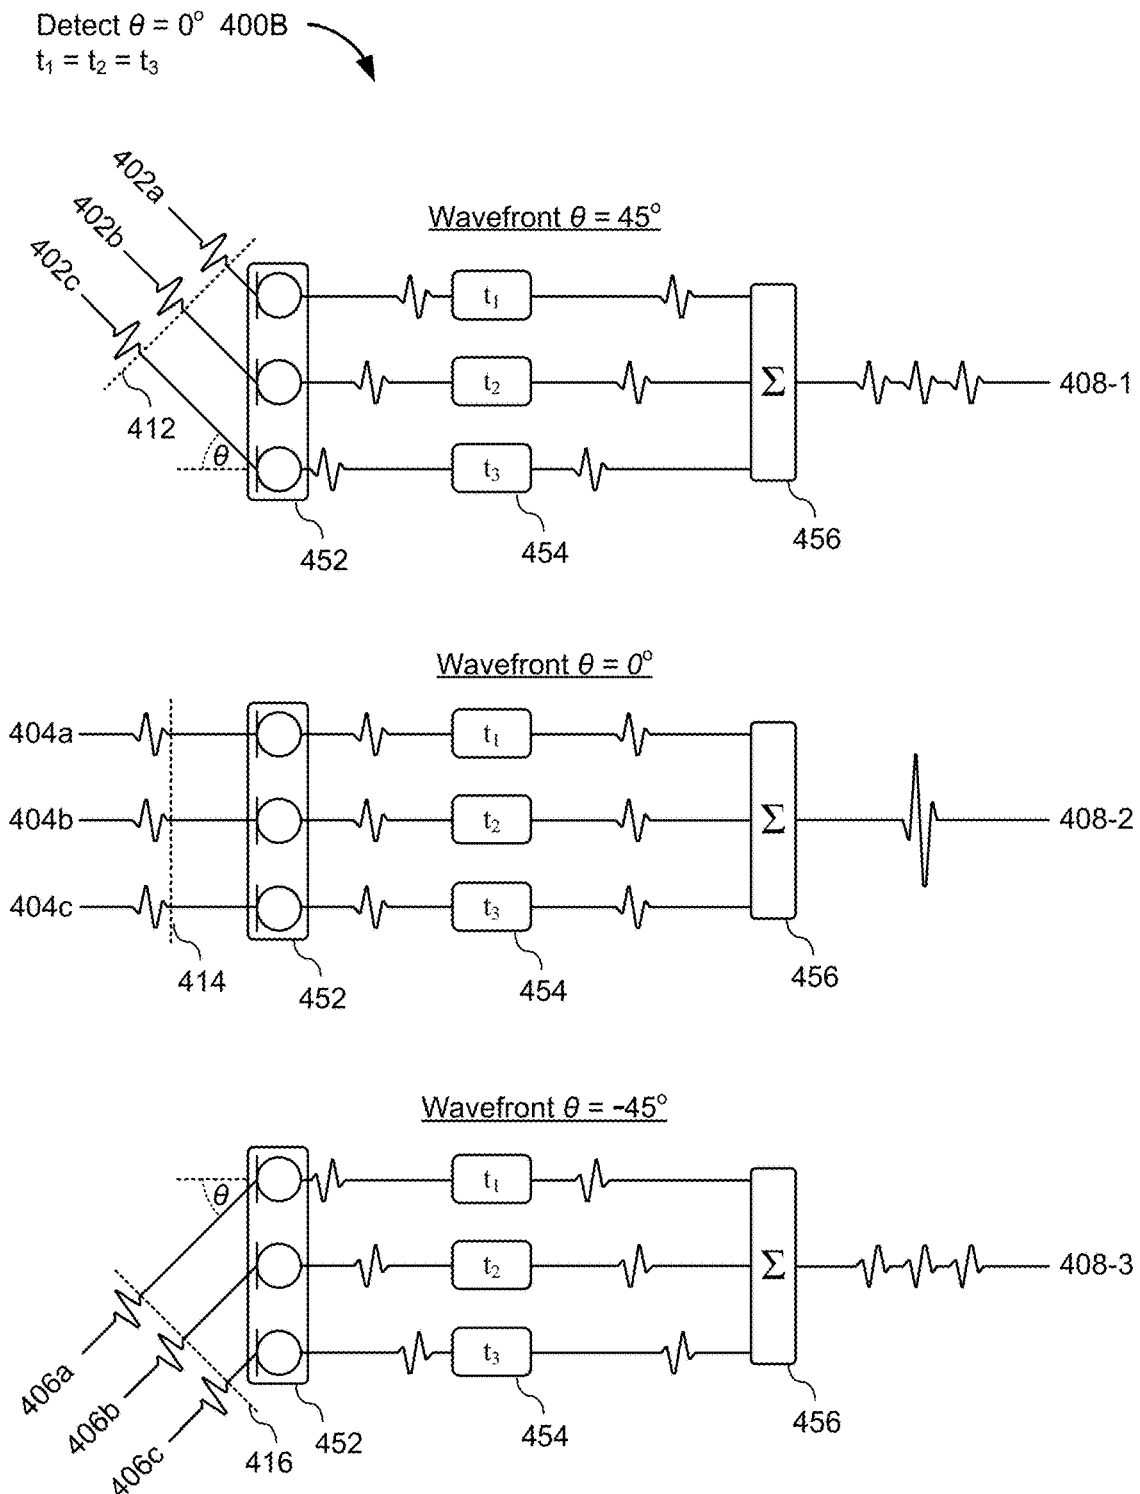 Detect θ = 0° 400B
t₁ = t₂ = t₃
402a
402b
402c
Wavefront θ = 45°
t₁
t₂
Σ
408-1
412
θ
t₃
452
454
456
Wavefront θ = 0°
404a
t₁
404b
t₂
Σ
408-2
404c
t₃
414
452
454
456
Wavefront θ = -45°
θ
t₁
t₂
Σ
408-3
t₃
406a
406b
406c
416
452
454
456